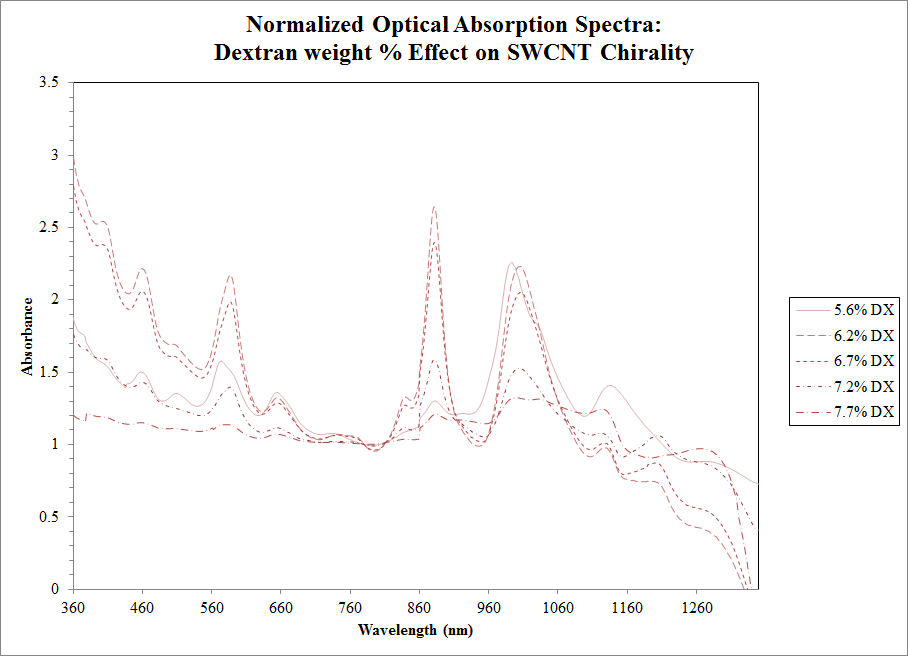 Normalized Optical Absorption Spectra:
Dextran weight % Effect on SWCNT Chirality
3.5
3
2.5
2
1.5
1
0.5
0
Absorbance
360 460 560 660 760 860 960 1060 1160 1260
Wavelength (nm)
5.6% DX
6.2% DX
6.7% DX
7.2% DX
7.7% DX